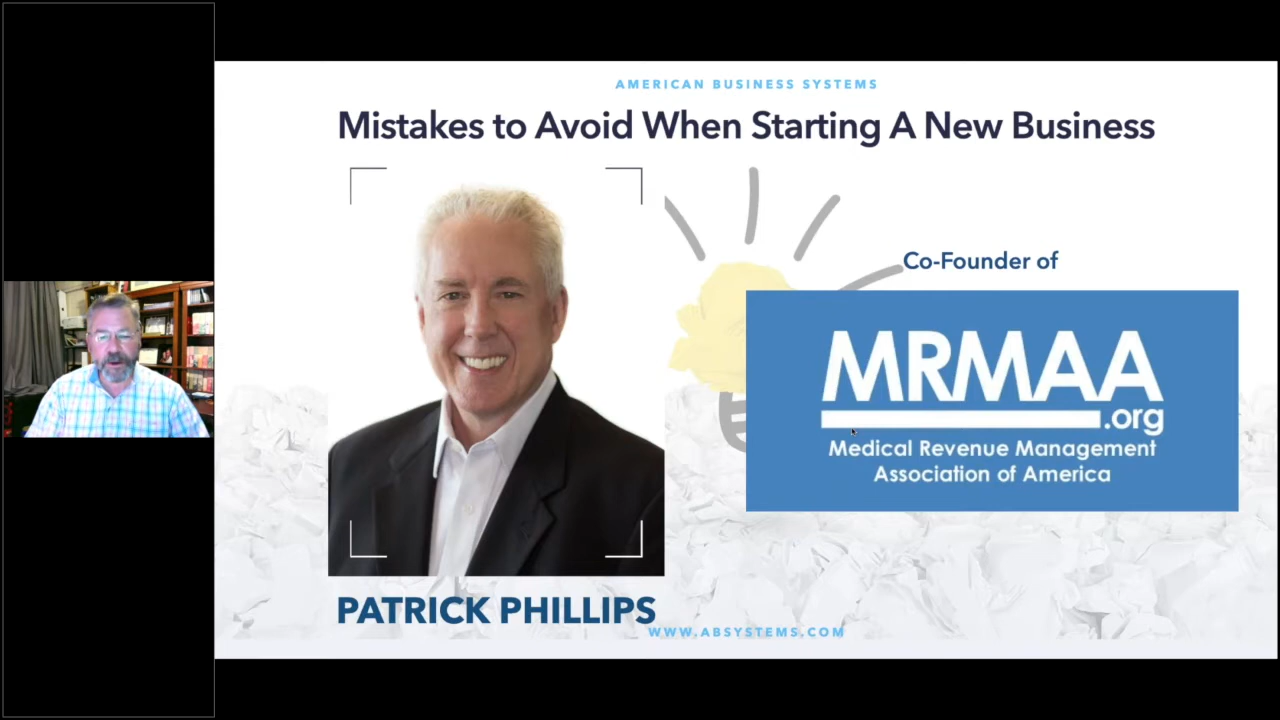 AMERICAN BUSINESS SYSTEMS
Mistakes to Avoid When Starting A New Business
Co-Founder of
MRMAA
.org
Medical Revenue Management
Association of America
PATRICK PHILLIPS
WWW.ABSYSTEMS.COM